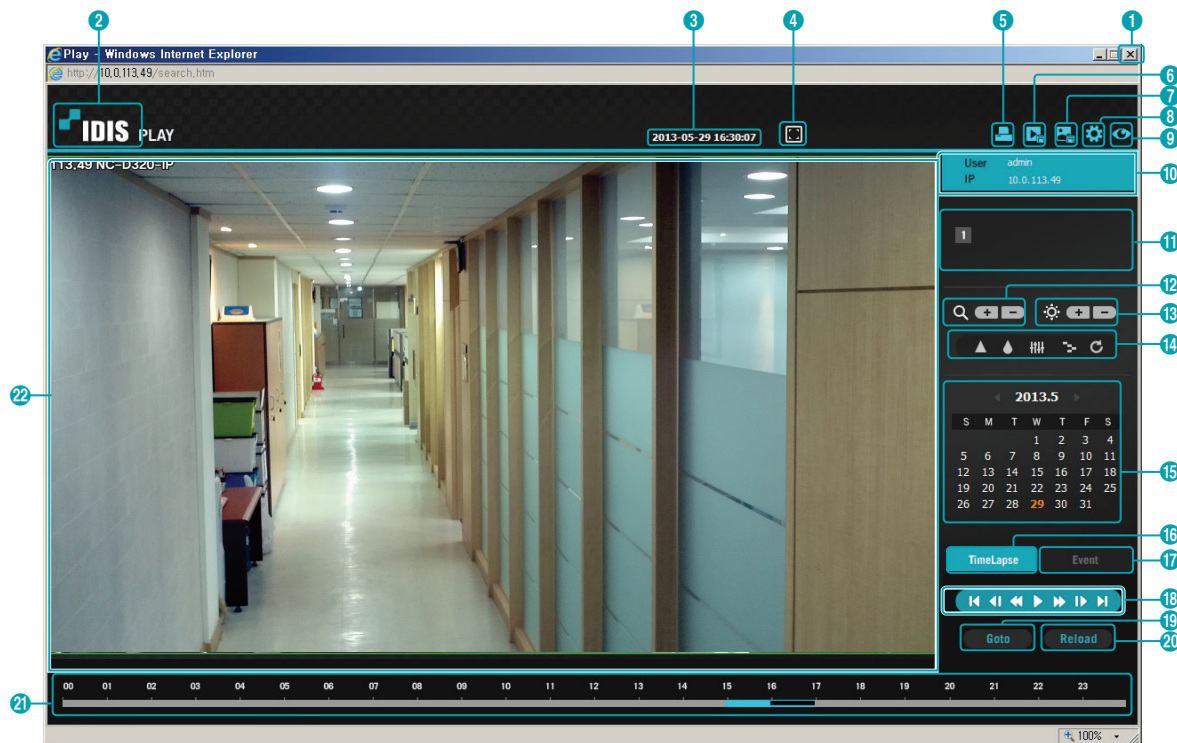 2
3
4
5
1
Play - Windows Internet Explorer
http://10,0,113,49/search,htm
6
7
8
9
IDIS PLAY
2013-05-29 16:30:07
113,49 NC-D320-IP
User admin
IP 10.0.113.49
10
1
11
12
13
14
2013.5
S M T W T F S
1 2 3 4
5 6 7 8 9 10 11
12 13 14 15 16 17 18
19 20 21 22 23 24 25
26 27 28 29 30 31
15
22
16
TimeLapse Event
17
18
19
Goto Reload
20
00 01 02 03 04 05 06 07 08 09 10 11 12 13 14 15 16 17 18 19 20 21 22 23
21
100%